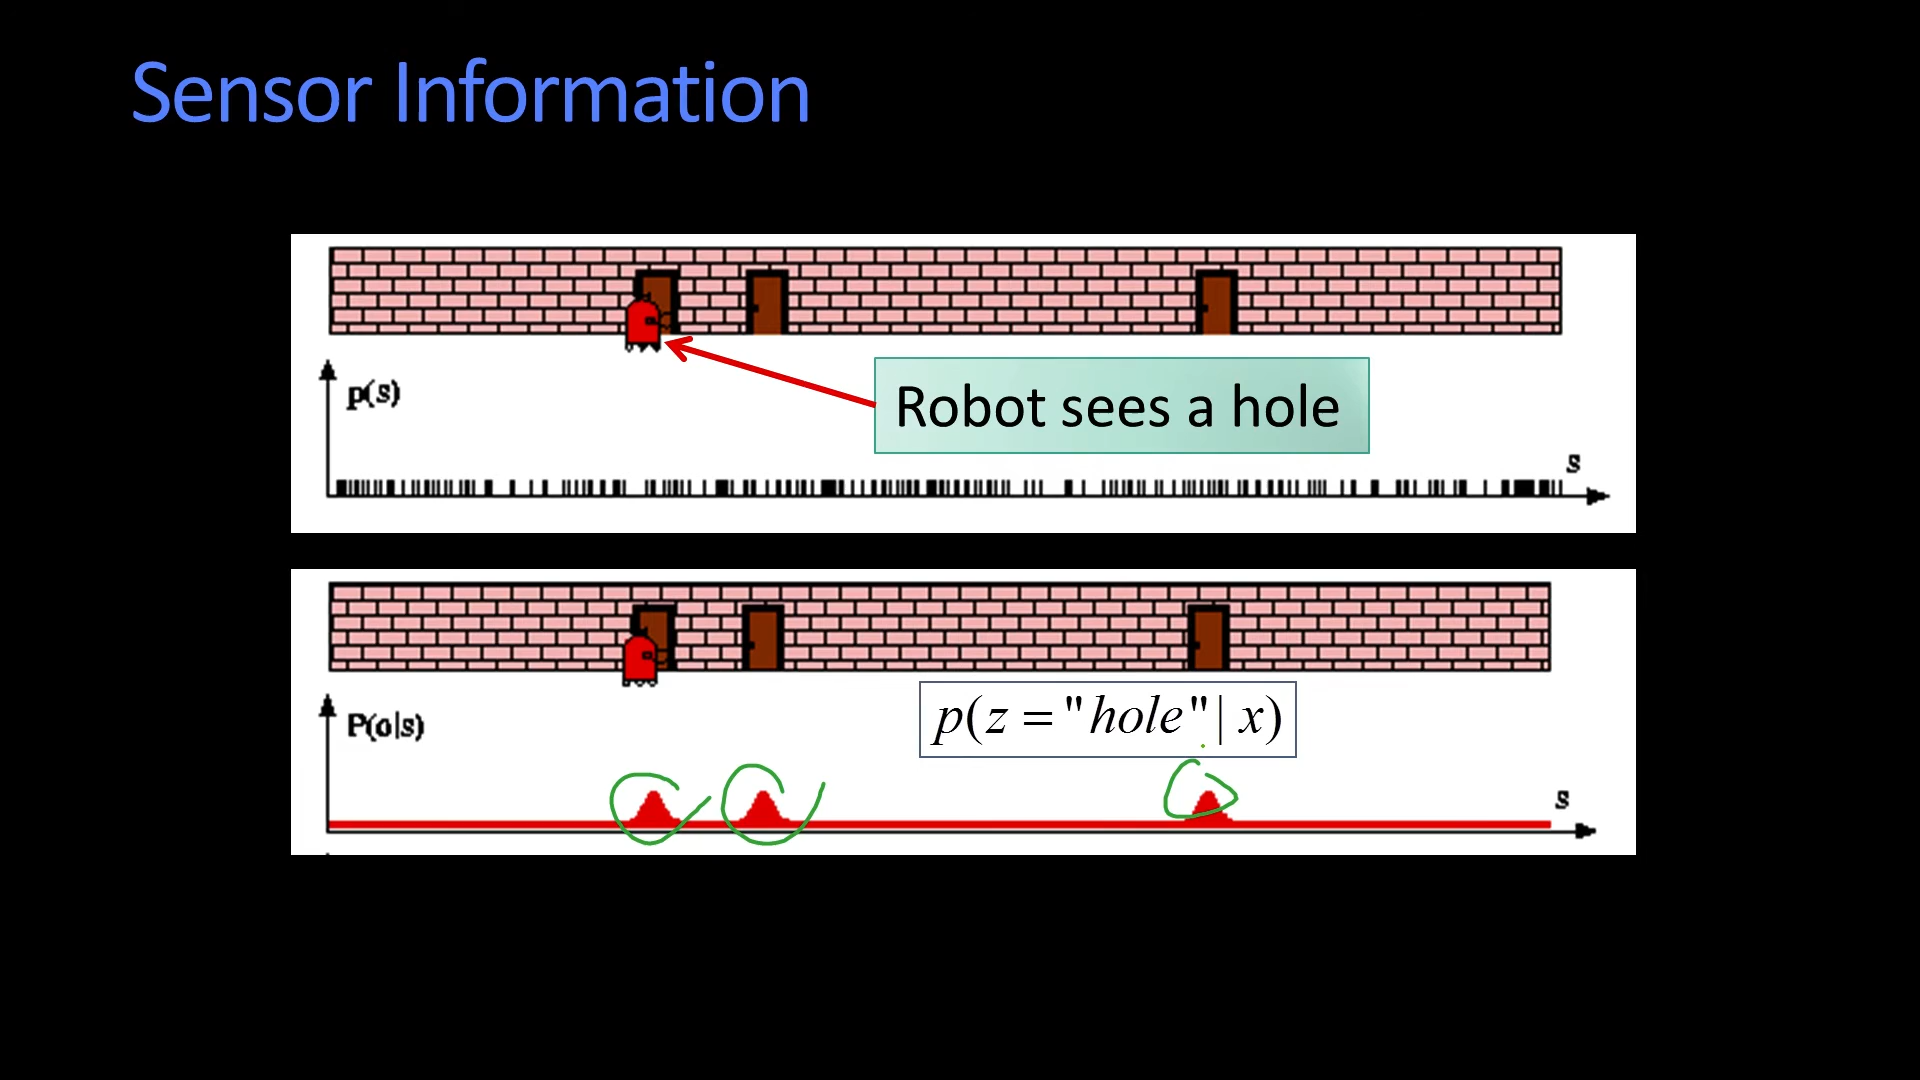 Sensor Information
p(s)
Robot sees a hole
s
P(o|s)
p(z = "hole" | x)
s